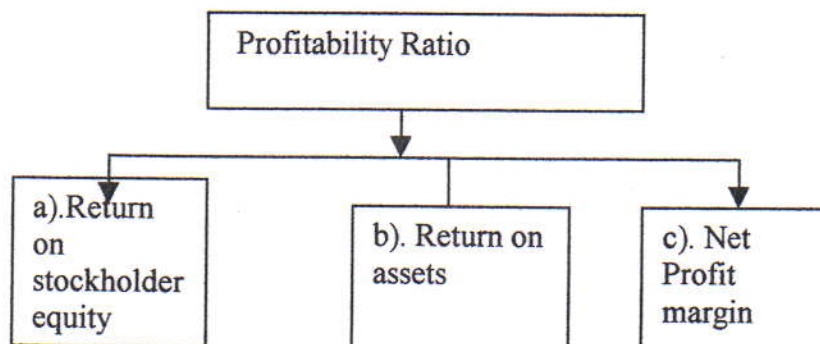 Profitability Ratio
a).Return
on
stockholder
equity
b). Return on
assets
c). Net
Profit
margin